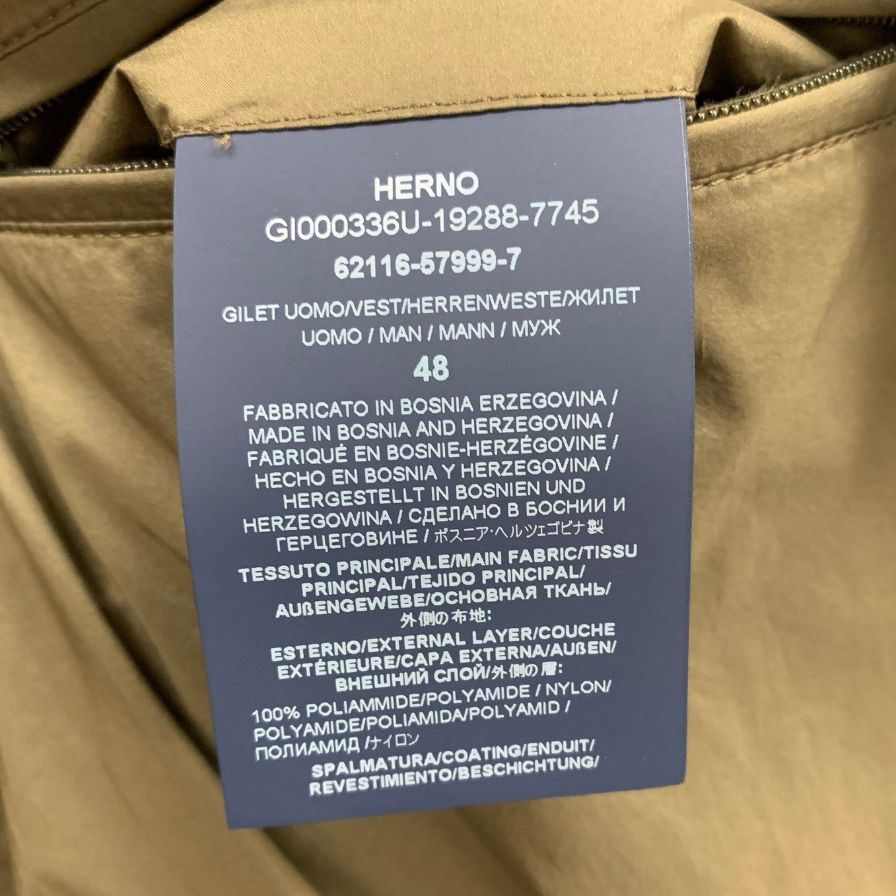 HERNO
GI000336U-19288-7745
62116-57999-7
GILET UOMO/VEST/HERRENWESTE/ЖИЛЕТ
UOMO / MAN / MANN / МУЖ
48
FABBRICATO IN BOSNIA ERZEGOVINA /
MADE IN BOSNIA AND HERZEGOVINA /
FABRIQUÉ EN BOSNIE-HERZÉGOVINE /
HECHO EN BOSNIA Y HERZEGOVINA /
HERGESTELLT IN BOSNIEN UND
HERZEGOWINA / СДЕЛАНО В БОСНИИ И
ГЕРЦЕГОВИНЕ / ボスニア・ヘルツェゴビナ製
TESSUTO PRINCIPALE/MAIN FABRIC/TISSU
PRINCIPAL/TEJIDO PRINCIPAL/
AUßENGEWEBE/ОСНОВНАЯ ТКАНЬ/
外側の布地:
ESTERNO/EXTERNAL LAYER/COUCHE
EXTÉRIEURE/CAPA EXTERNA/AUßEN/
ВНЕШНИЙ СЛОЙ/外側の層:
100% POLIAMMIDE/POLYAMIDE / NYLON/
POLYAMIDE/POLIAMIDA/POLYAMID /
ПОЛИАМИД /ナイロン
SPALMATURA/COATING/ENDUIT/
REVESTIMIENTO/BESCHICHTUNG/